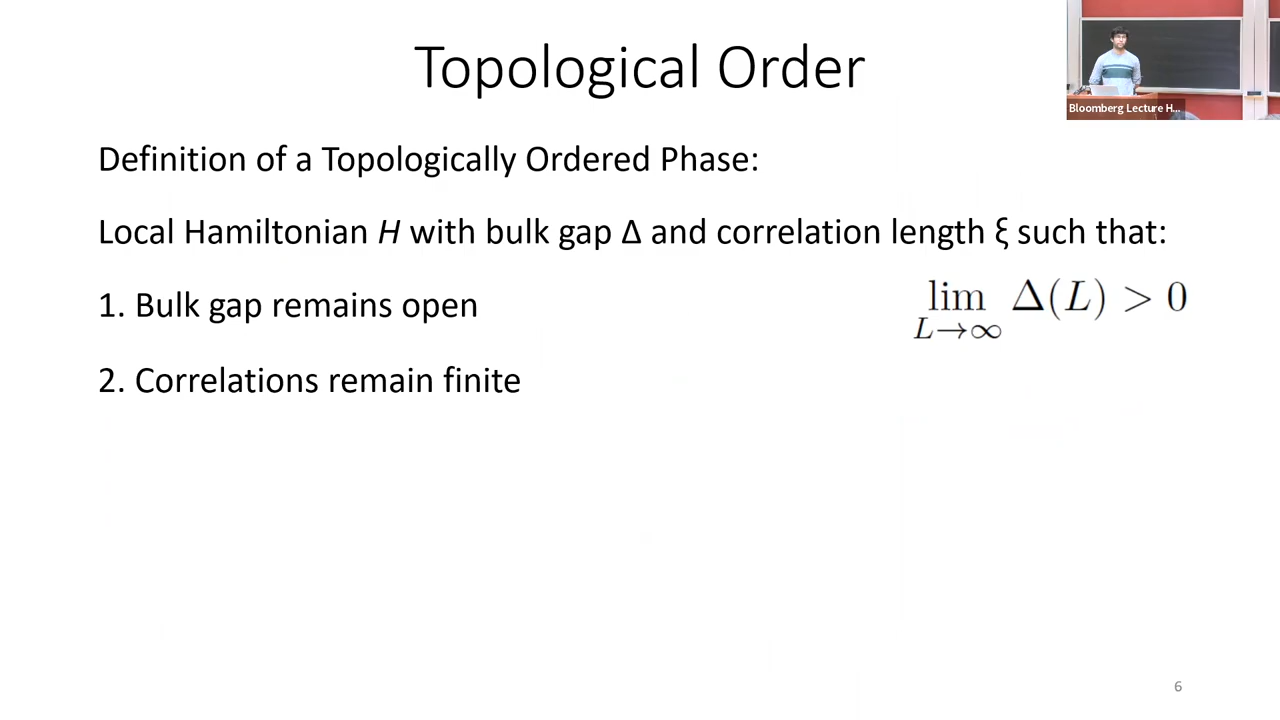 Topological Order
Bloomberg Lecture H...
Definition of a Topologically Ordered Phase:
Local Hamiltonian H with bulk gap Δ and correlation length ξ such that:
1. Bulk gap remains open
lim L→∞ Δ(L) > 0
2. Correlations remain finite
6